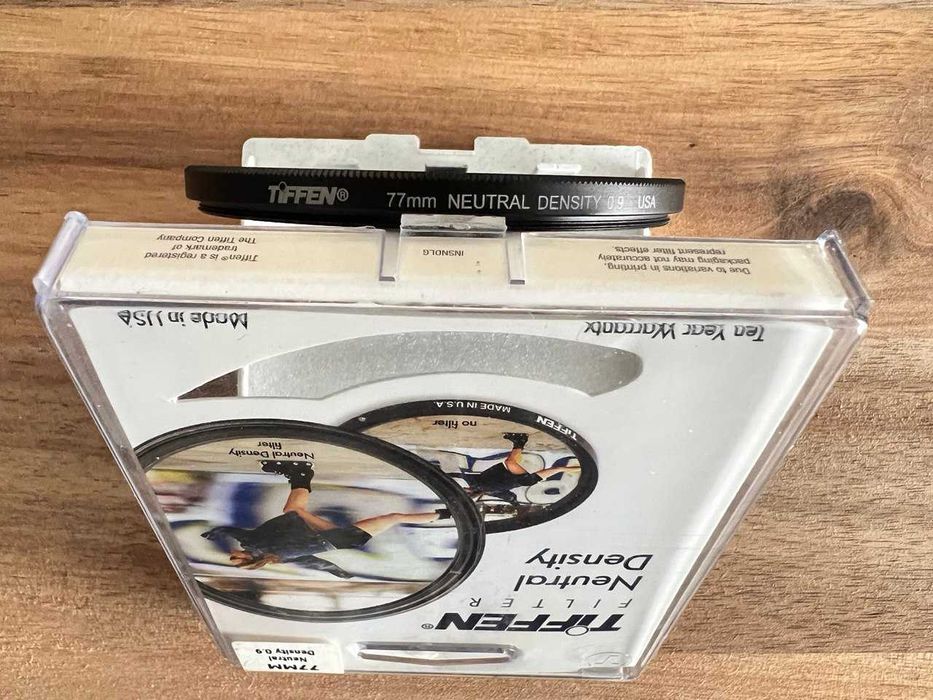 TiFFEN®
77mm NEUTRAL DENSITY 0.9 USA
Tiffen® is a registered
trademark of
The Tiffen Company
INSNDLG
Due to variations in printing,
packaging may not accurately
represent filter effects.
Made in USA
Ten Year Warranty
TiFFEN®
FILTER
Neutral
Density
TiFFEN
MADE IN U.S.A.
no filter
Neutral Density
filter
77MM
Neutral
Density 0.9